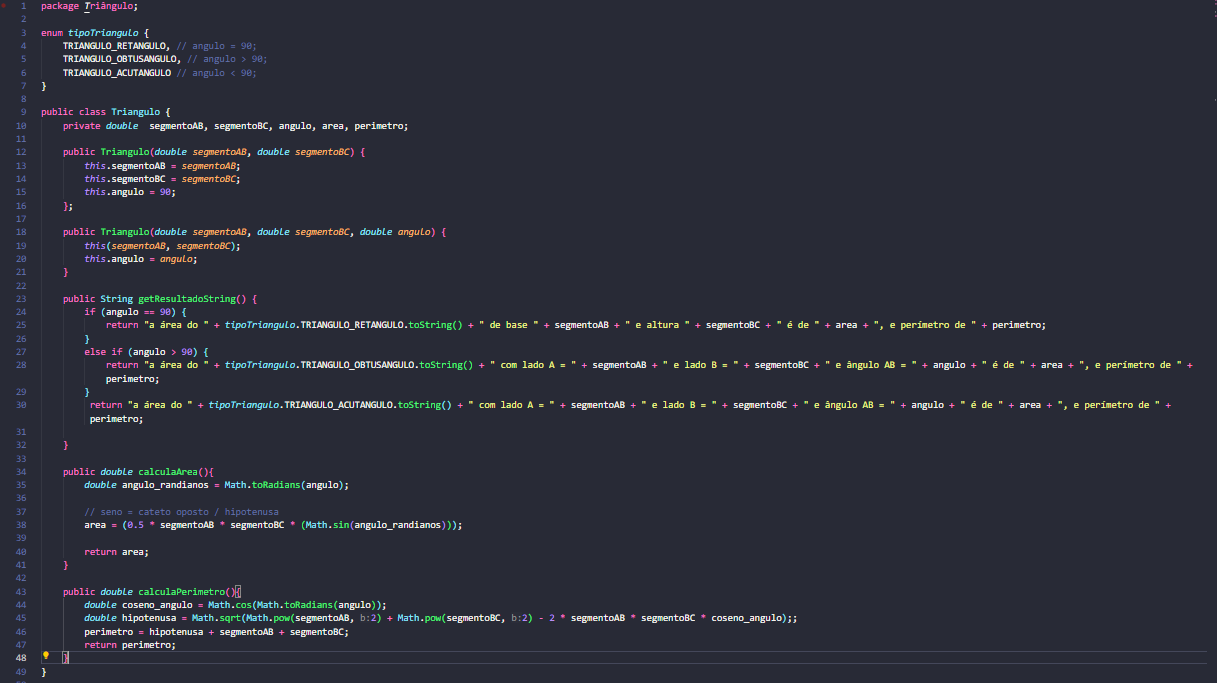 1 package Triângulo;
2
3 enum tipoTriangulo {
4 TRIANGULO_RETANGULO, // angulo = 90;
5 TRIANGULO_OBTUSANGULO, // angulo > 90;
6 TRIANGULO_ACUTANGULO // angulo < 90;
7 }
8
9 public class Triangulo {
10 private double segmentoAB, segmentoBC, angulo, area, perimetro;
11
12 public Triangulo(double segmentoAB, double segmentoBC) {
13 this.segmentoAB = segmentoAB;
14 this.segmentoBC = segmentoBC;
15 this.angulo = 90;
16 };
17
18 public Triangulo(double segmentoAB, double segmentoBC, double angulo) {
19 this(segmentoAB, segmentoBC);
20 this.angulo = angulo;
21 }
22
23 public String getResultadoString() {
24 if (angulo == 90) {
25 return "a área do " + tipoTriangulo.TRIANGULO_RETANGULO.toString() + " de base " + segmentoAB + " e altura " + segmentoBC + " é de " + area + ", e perímetro de " + perimetro;
26 }
27 else if (angulo > 90) {
28 return "a área do " + tipoTriangulo.TRIANGULO_OBTUSANGULO.toString() + " com lado A = " + segmentoAB + " e lado B = " + segmentoBC + " e ângulo AB = " + angulo + " é de " + area + ", e perímetro de " +
perimetro;
29 }
30 return "a área do " + tipoTriangulo.TRIANGULO_ACUTANGULO.toString() + " com lado A = " + segmentoAB + " e lado B = " + segmentoBC + " e ângulo AB = " + angulo + " é de " + area + ", e perímetro de " +
perimetro;
31
32 }
33
34 public double calculaArea(){
35 double angulo_randianos = Math.toRadians(angulo);
36
37 // seno = cateto oposto / hipotenusa
38 area = (0.5 * segmentoAB * segmentoBC * (Math.sin(angulo_randianos)));
39
40 return area;
41 }
42
43 public double calculaPerimetro(){
44 double coseno_angulo = Math.cos(Math.toRadians(angulo));
45 double hipotenusa = Math.sqrt(Math.pow(segmentoAB, b:2) + Math.pow(segmentoBC, b:2) - 2 * segmentoAB * segmentoBC * coseno_angulo);;
46 perimetro = hipotenusa + segmentoAB + segmentoBC;
47 return perimetro;
48 }
49 }